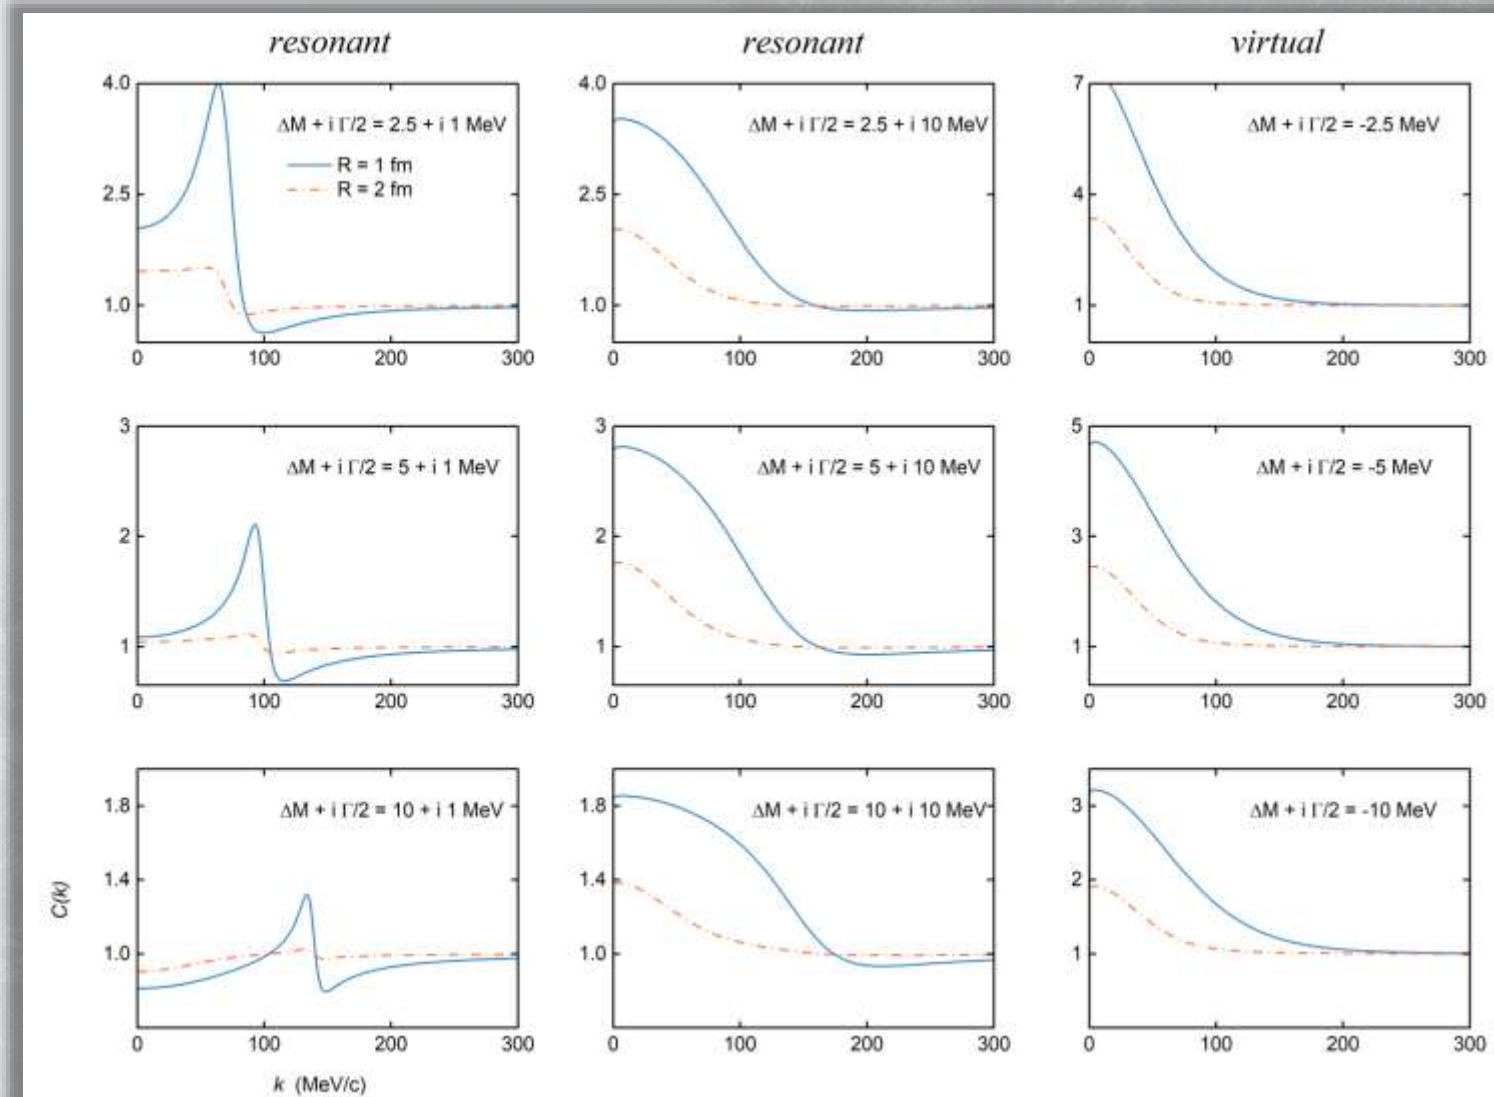 resonant resonant virtual
4.0 4.0 7
ΔM + i Γ/2 = 2.5 + i 1 MeV ΔM + i Γ/2 = 2.5 + i 10 MeV ΔM + i Γ/2 = -2.5 MeV
R = 1 fm
R = 2 fm
2.5 2.5 4
1.0 1.0 1
0 100 200 300 0 100 200 300 0 100 200 300
3 3 5
ΔM + i Γ/2 = 5 + i 1 MeV ΔM + i Γ/2 = 5 + i 10 MeV ΔM + i Γ/2 = -5 MeV
2 2 3
1 1 1
0 100 200 300 0 100 200 300 0 100 200 300
1.8 ΔM + i Γ/2 = 10 + i 1 MeV 1.8 ΔM + i Γ/2 = 10 + i 10 MeV 3 ΔM + i Γ/2 = -10 MeV
1.4 1.4 2
C(k)
1.0 1.0 1
0 100 200 300 0 100 200 300 0 100 200 300
k (MeV/c)